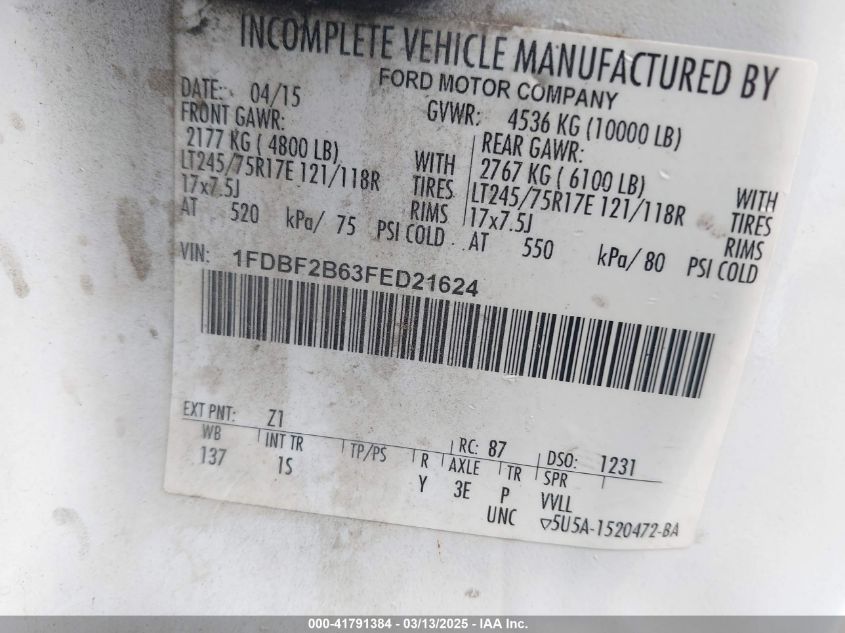 INCOMPLETE VEHICLE MANUFACTURED BY
FORD MOTOR COMPANY
DATE: 04/15
GVWR: 4536 KG (10000 LB)
FRONT GAWR:
2177 KG ( 4800 LB)
LT245/75R17E 121/118R
17x7.5J
WITH
TIRES
RIMS
AT 520 kPa/ 75 PSI COLD
REAR GAWR:
2767 KG ( 6100 LB)
LT245/75R17E 121/118R
17x7.5J
WITH
TIRES
RIMS
AT 550 kPa/ 80 PSI COLD
VIN: 1FDBF2B63FED21624
EXT PNT: Z1 RC: 87 DSO: 1231
WB INT TR TP/PS R AXLE TR SPR
137 1S Y 3E P VVLL
UNC ▽5U5A-1520472-BA
000-41791384 - 03/13/2025 - IAA Inc.